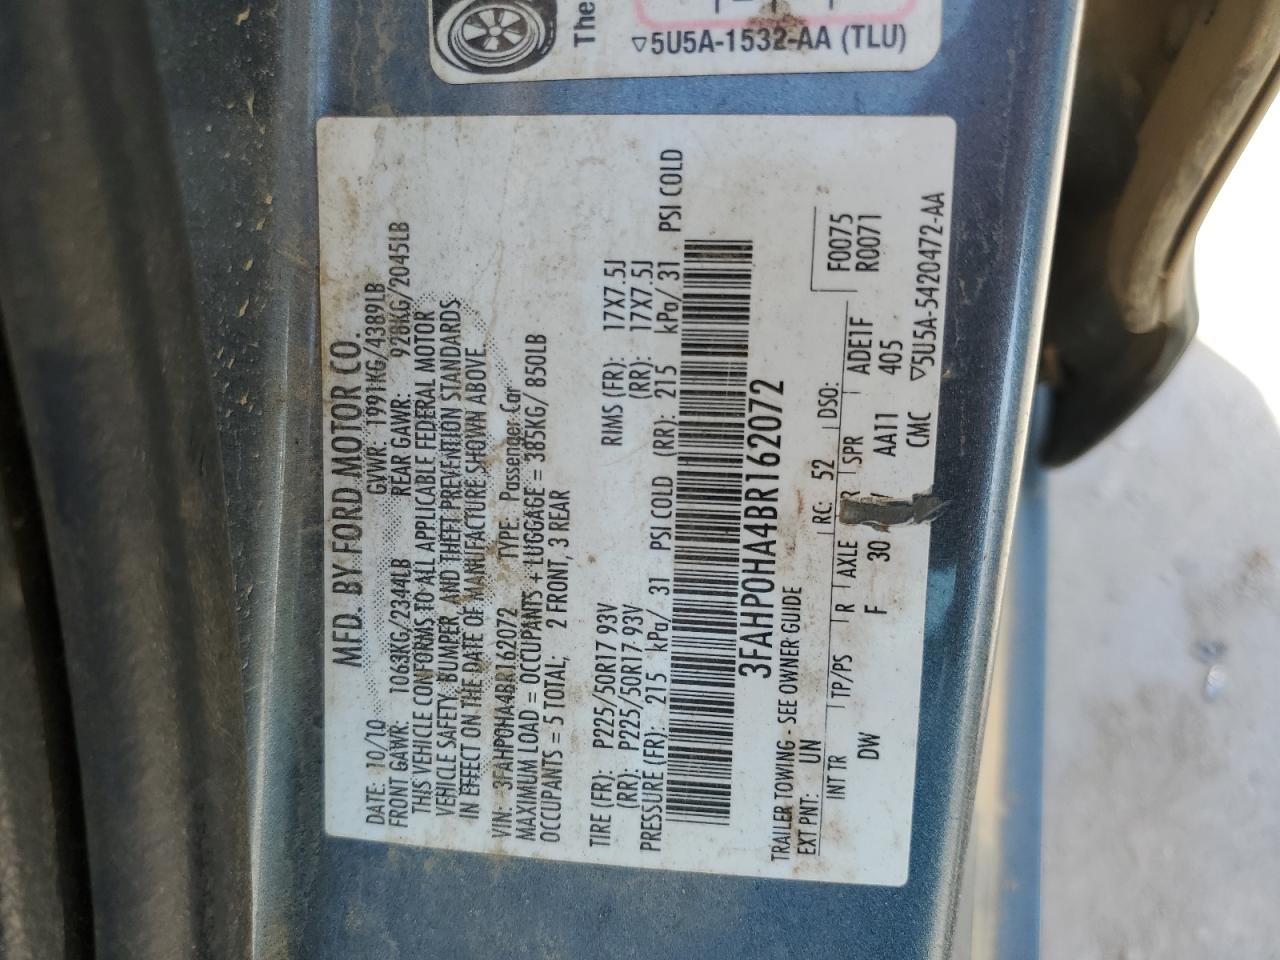 The
▽5U5A-1532-AA (TLU)
MFD. BY FORD MOTOR CO.
DATE: 10/10 GVWR: 1991KG/4389LB
FRONT GAWR: 1063KG/2344LB REAR GAWR: 928KG/2045LB
THIS VEHICLE CONFORMS TO ALL APPLICABLE FEDERAL MOTOR
VEHICLE SAFETY, BUMPER, AND THEFT PREVENTION STANDARDS
IN EFFECT ON THE DATE OF MANUFACTURE SHOWN ABOVE.
VIN: 3FAHP0HA4BR162072 TYPE: Passenger Car
MAXIMUM LOAD = OCCUPANTS + LUGGAGE = 385KG/ 850LB
OCCUPANTS = 5 TOTAL, 2 FRONT, 3 REAR
TIRE (FR): P225/50R17 93V RIMS (FR): 17X7.5J
(RR): P225/50R17 93V (RR): 17X7.5J
PRESSURE (FR): 215 kPa/ 31 PSI COLD (RR): 215 kPa/ 31 PSI COLD
3FAHP0HA4BR162072
TRAILER TOWING - SEE OWNER GUIDE
EXT PNT: UN RC: 52 DSO: F0075
R0071
INT TR TP/PS R AXLE R SPR ADE1F
DW F 30 AA11 405
CMC ▽5U5A-5420472-AA